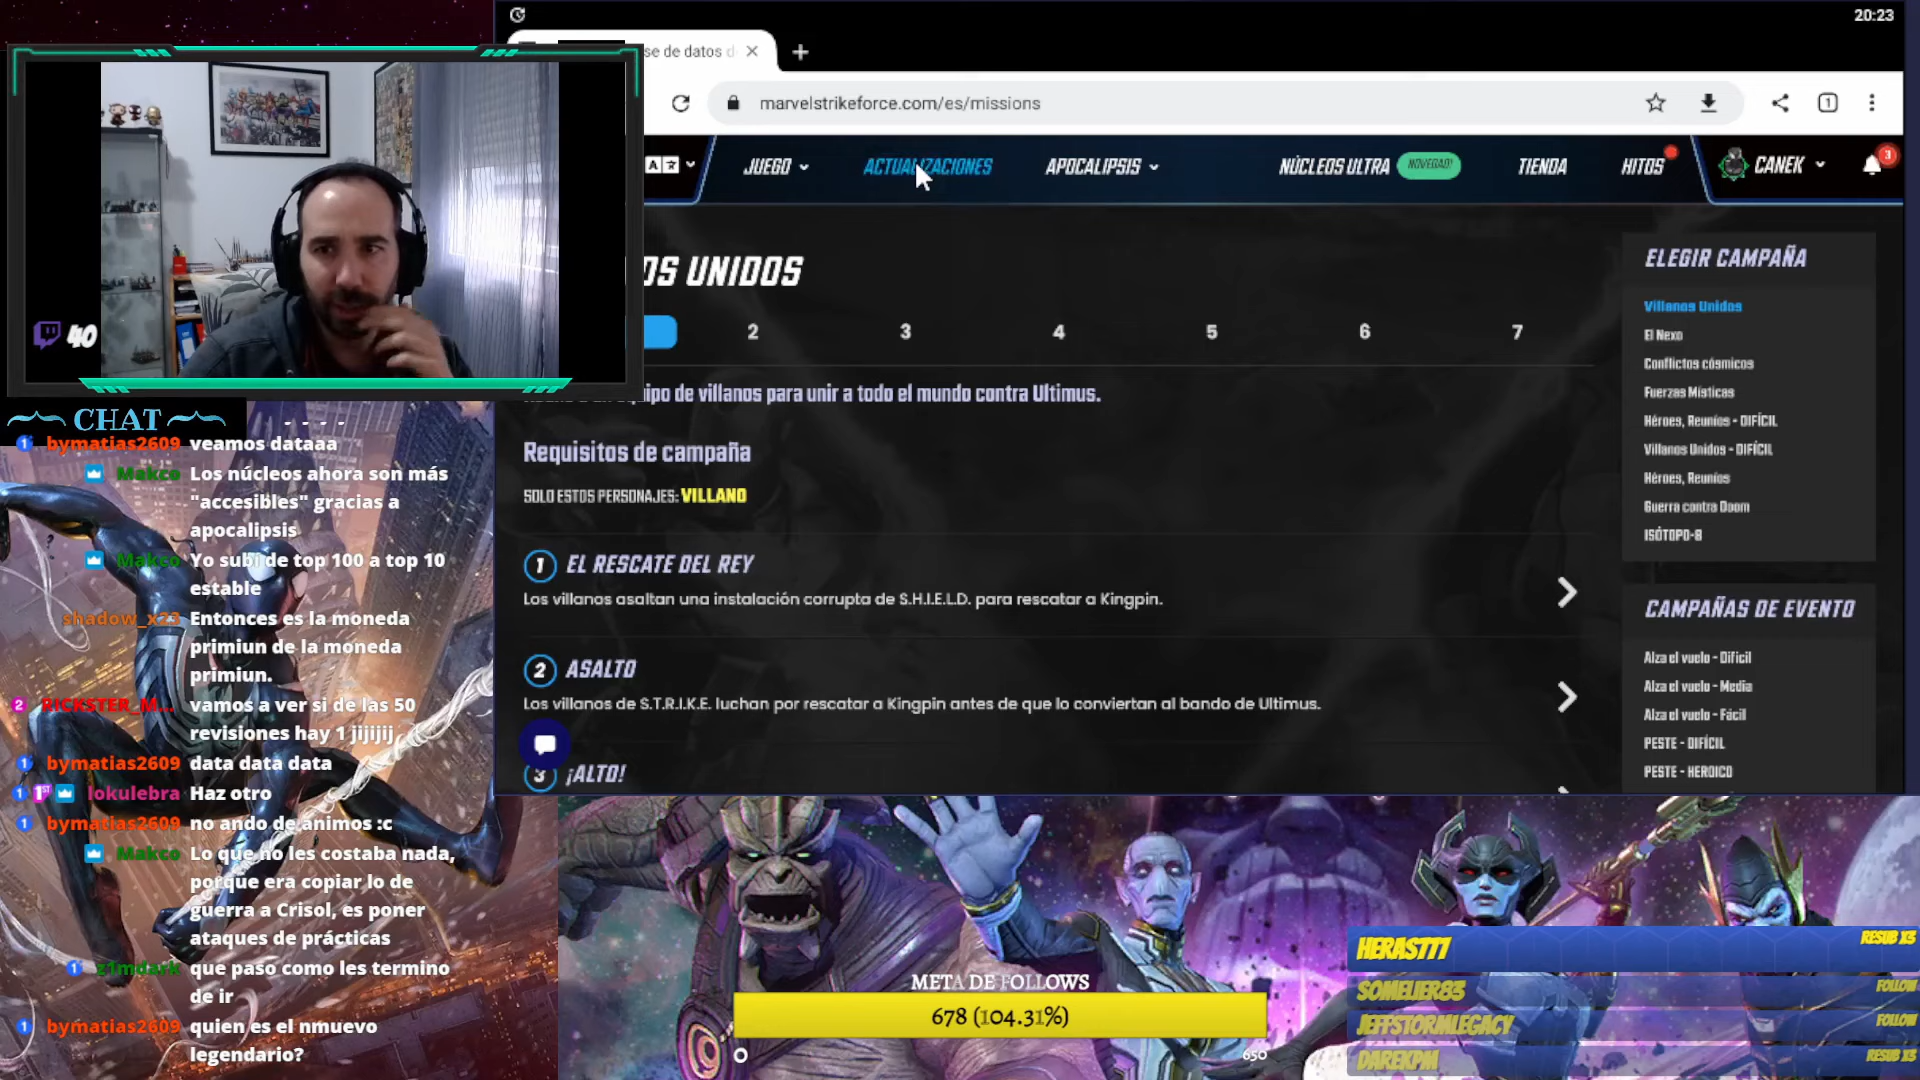 20:23
se de datos d
marvelstrikeforce.com/es/missions
1
JUEGO
ACTUALIZACIONES
APOCALIPSIS
NÚCLEOS ULTRA
¡NOVEDAD!
TIENDA
HITOS
CANEK
3
OS UNIDOS
2 3 4 5 6 7
ipo de villanos para unir a todo el mundo contra Ultimus.
Requisitos de campaña
SOLO ESTOS PERSONAJES: VILLANO
1 EL RESCATE DEL REY
Los villanos asaltan una instalación corrupta de S.H.I.E.L.D. para rescatar a Kingpin.
2 ASALTO
Los villanos de S.T.R.I.K.E. luchan por rescatar a Kingpin antes de que lo conviertan al bando de Ultimus.
3 ¡ALTO!
ELEGIR CAMPAÑA
Villanos Unidos
El Nexo
Conflictos cósmicos
Fuerzas Místicas
Héroes, Reuníos - DIFÍCIL
Villanos Unidos - DIFÍCIL
Héroes, Reuníos
Guerra contra Doom
ISÓTOPO-8
CAMPAÑAS DE EVENTO
Alza el vuelo - Difícil
Alza el vuelo - Media
Alza el vuelo - Fácil
PESTE - DIFÍCIL
PESTE - HEROICO
40
CHAT
bymatias2609 veamos dataaa
Makco Los núcleos ahora son más
"accesibles" gracias a
apocalipsis
Makco Yo subi de top 100 a top 10
estable
shadow_x23 Entonces es la moneda
primiun de la moneda
primiun.
RICKSTER_M... vamos a ver si de las 50
revisiones hay 1 jijijij
bymatias2609 data data data
lokulebra Haz otro
bymatias2609 no ando de animos :c
Makco Lo que no les costaba nada,
porque era copiar lo de
guerra a Crisol, es poner
ataques de prácticas
z1mdark que paso como les termino
de ir
bymatias2609 quien es el nmuevo
legendario?
META DE FOLLOWS
678 (104.31%)
0
650
HERAS777 RESUB X3
SOMELIER83 FOLLOW
JEFFSTORMLEGACY FOLLOW
DAREKPM RESUB X3